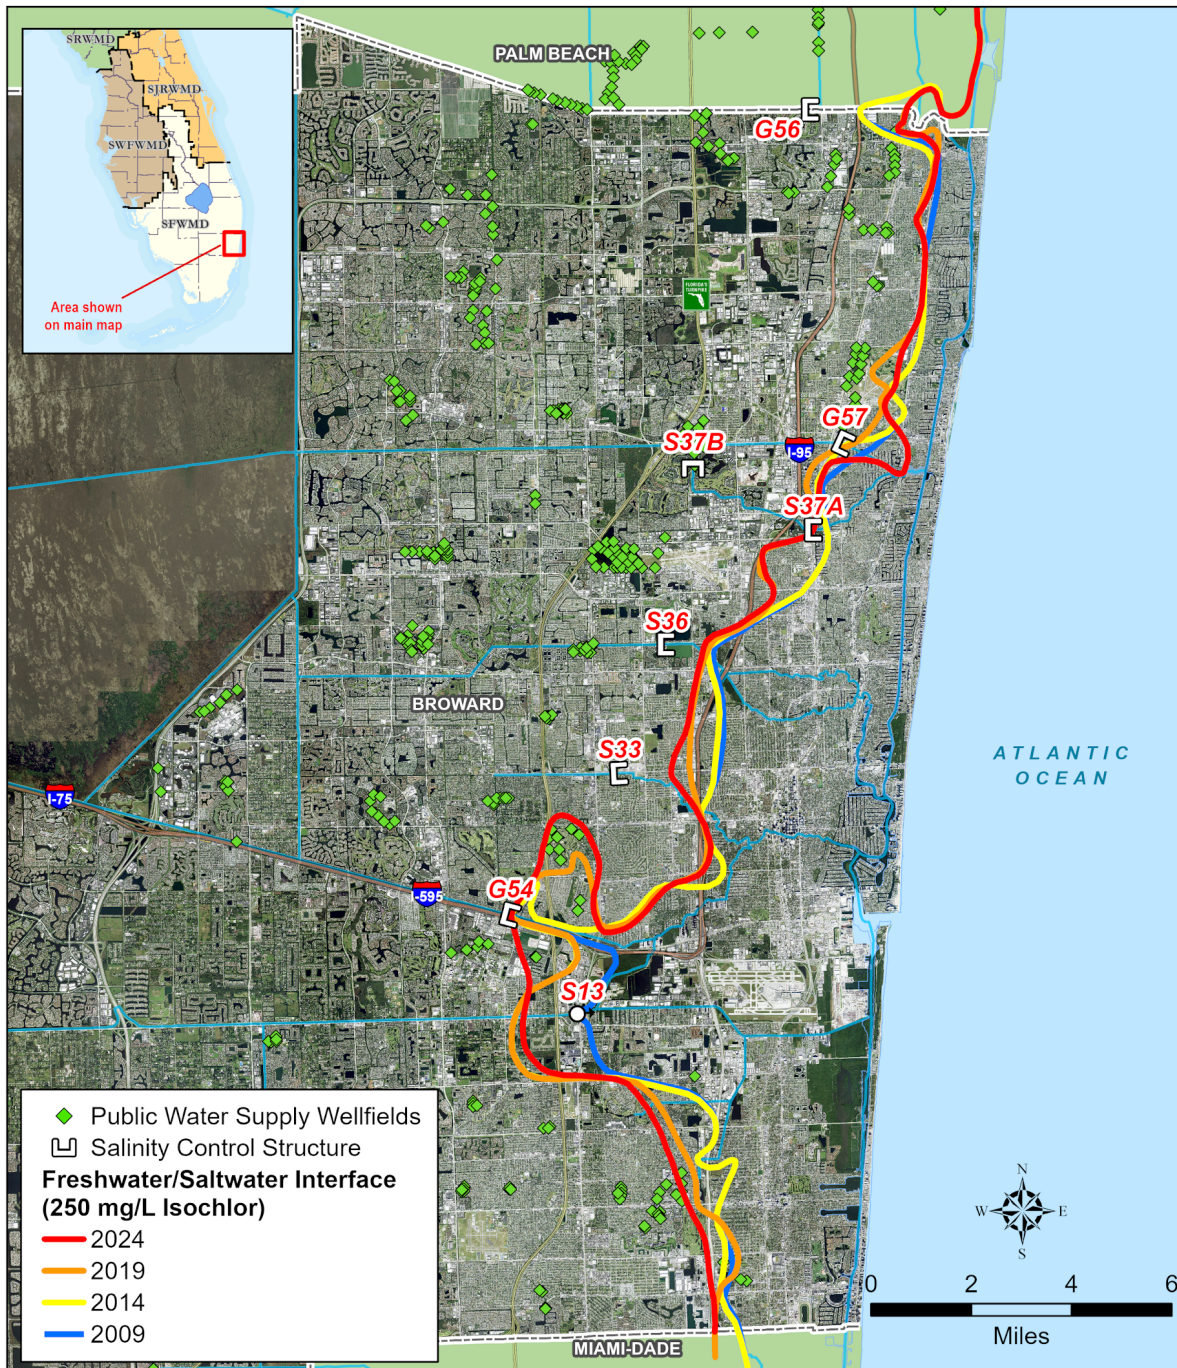 SRWMD
SJRWMD
SWFWMD
SFWMD
Area shown
on main map
PALM BEACH
G56
FLORIDA'S
TURNPIKE
G57
S37B
I-95
S37A
S36
BROWARD
S33
ATLANTIC
OCEAN
I-75
G54
I-595
S13
Public Water Supply Wellfields
Salinity Control Structure
Freshwater/Saltwater Interface
(250 mg/L Isochlor)
2024
2019
2014
2009
N
W E
S
0 2 4 6
Miles
MIAMI-DADE